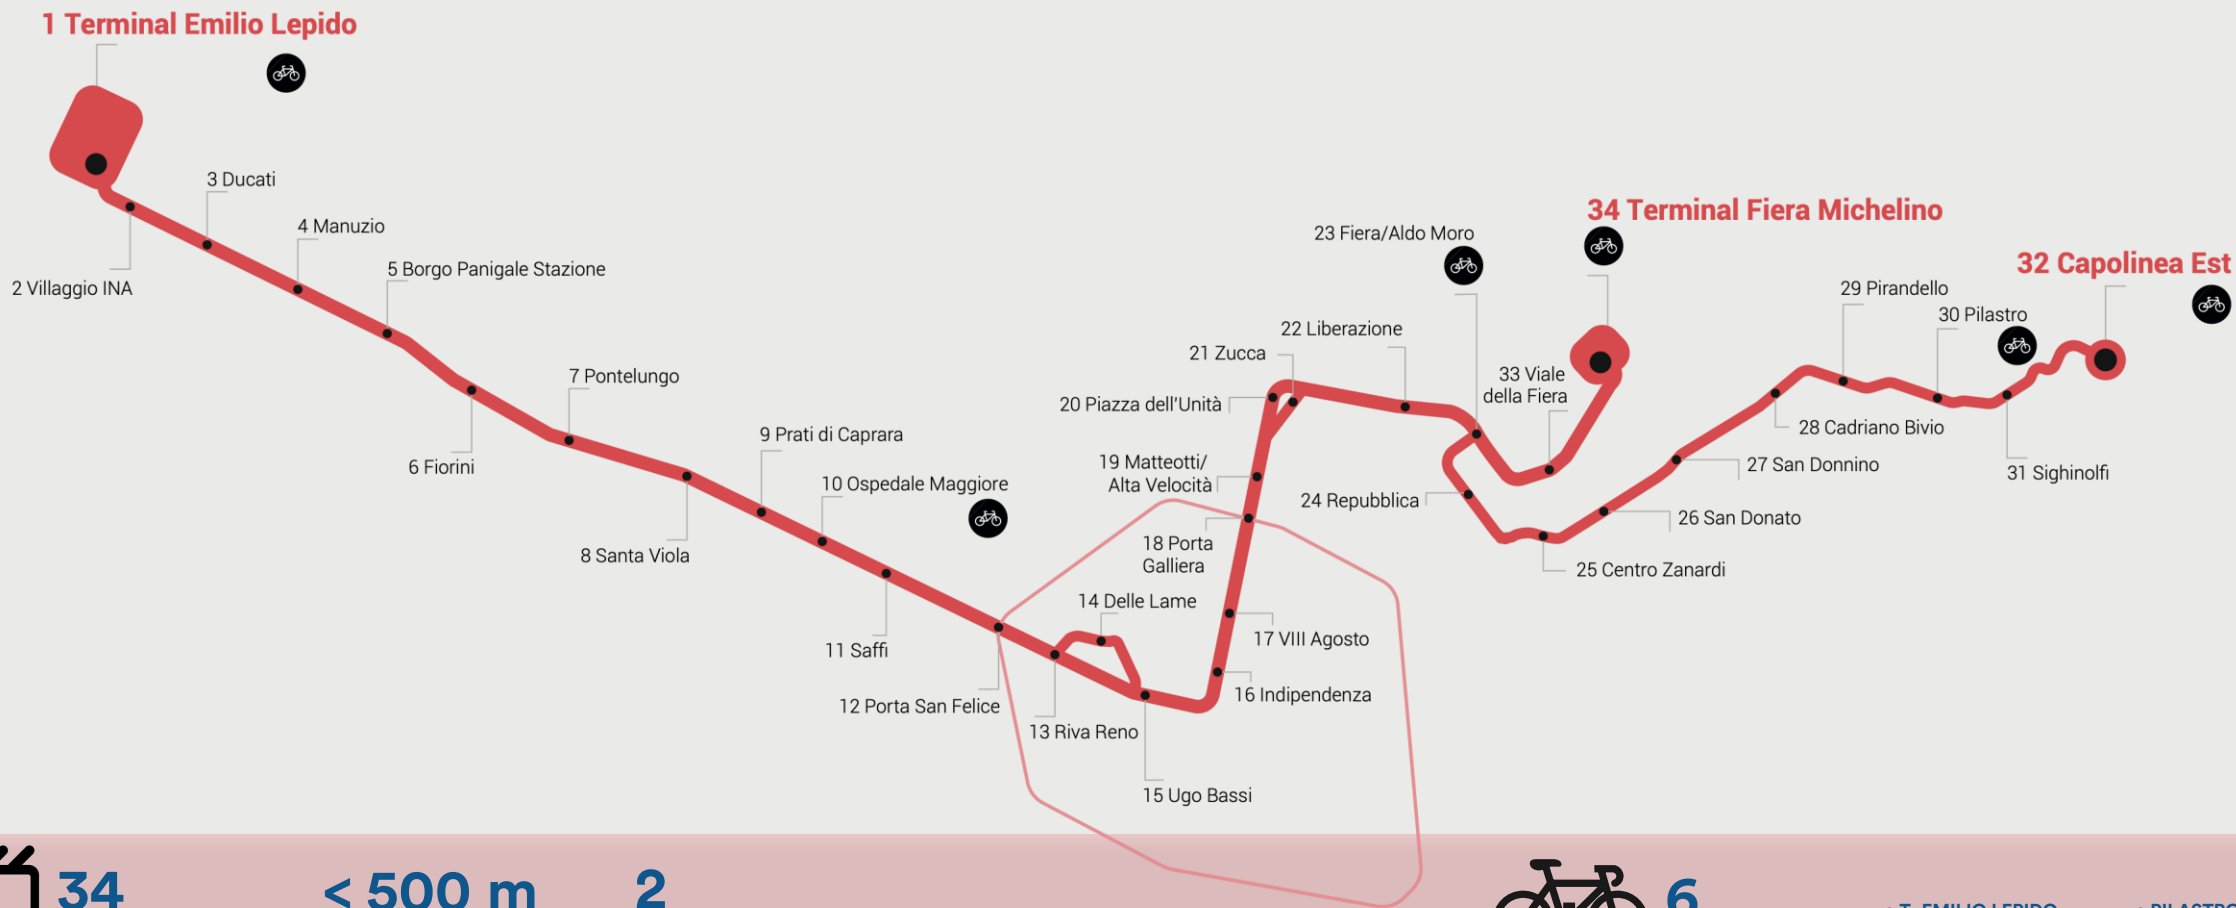 1 Terminal Emilio Lepido
2 Villaggio INA
3 Ducati
4 Manuzio
5 Borgo Panigale Stazione
6 Fiorini
7 Pontelungo
8 Santa Viola
9 Prati di Caprara
10 Ospedale Maggiore
11 Saffi
12 Porta San Felice
13 Riva Reno
14 Delle Lame
15 Ugo Bassi
16 Indipendenza
17 VIII Agosto
18 Porta
Galliera
19 Matteotti/
Alta Velocità
20 Piazza dell'Unità
21 Zucca
22 Liberazione
23 Fiera/Aldo Moro
24 Repubblica
25 Centro Zanardi
26 San Donato
27 San Donnino
28 Cadriano Bivio
29 Pirandello
30 Pilastro
31 Sighinolfi
32 Capolinea Est
33 Viale
della Fiera
34 Terminal Fiera Michelino
34
< 500 m
2
6
T. EMILIO LEPIDO
PILASTRO